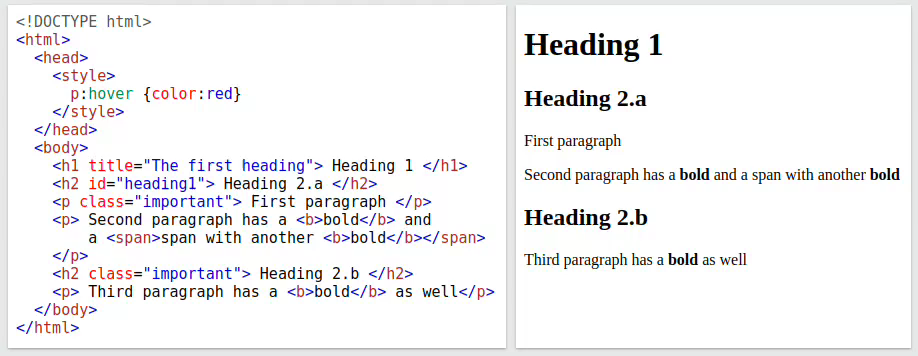 <!DOCTYPE html>
<html>
  <head>
    <style>
      p:hover {color:red}
    </style>
  </head>
  <body>
    <h1 title="The first heading"> Heading 1 </h1>
    <h2 id="heading1"> Heading 2.a </h2>
    <p class="important"> First paragraph </p>
    <p> Second paragraph has a <b>bold</b> and
        a <span>span with another <b>bold</b></span>
    </p>
    <h2 class="important"> Heading 2.b </h2>
    <p> Third paragraph has a <b>bold</b> as well</p>
  </body>
</html>
Heading 1
Heading 2.a
First paragraph
Second paragraph has a bold and a span with another bold
Heading 2.b
Third paragraph has a bold as well